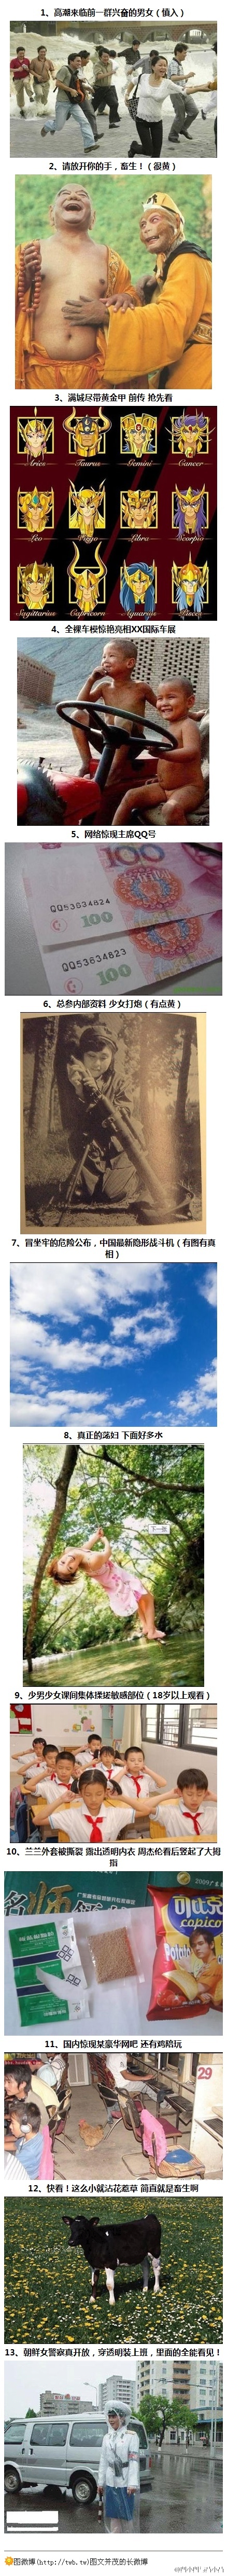 1、高潮来临前一群兴奋的男女（慎入）
2、请放开你的手，畜生！（很黄）
3、满城尽带黄金甲 前传 抢先看
Aries Taurus Gemini Cancer
Leo Virgo Libra Scorpio
Sagittarius Capricorn Aquarius Pisces
4、全裸车模惊艳亮相XX国际车展
5、网络惊现主席QQ号
QQ53634824
100
QQ53634823
100
6、总参内部资料 少女打炮（有点黄）
7、冒坐牢的危险公布，中国最新隐形战斗机（有图有真
相）
8、真正的荡妇 下面好多水
下一张
9、少男少女课间集体揉搓敏感部位（18岁以上观看）
10、兰兰外套被撕裂 露出透明内衣 周杰伦看后竖起了大拇
指
名师
2009
可比克
copico
11、国内惊现某豪华网吧 还有鸡陪玩
29
12、快看！这么小就沾花惹草 简直就是畜生啊
13、朝鲜女警察真开放，穿透明装上班，里面的全能看见！
图微博(http://twb.tw)图文并茂的长微博